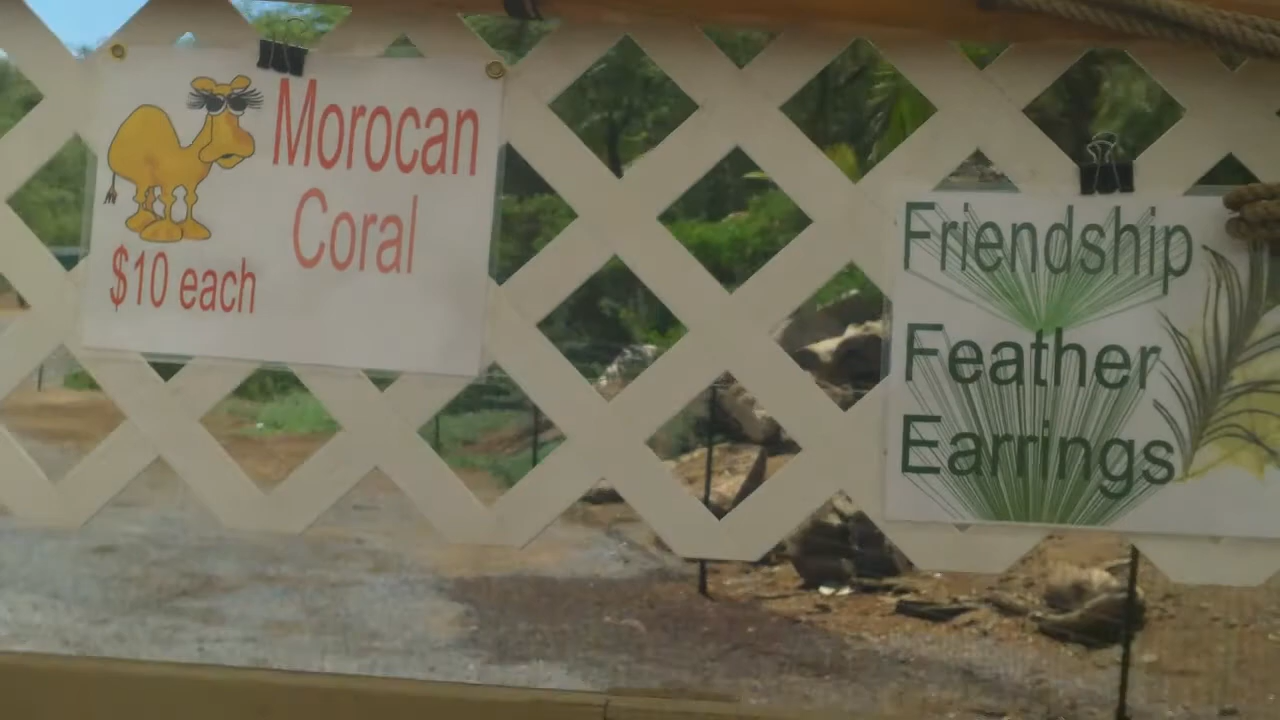 Morocan
Coral
$10 each
Friendship
Feather
Earrings